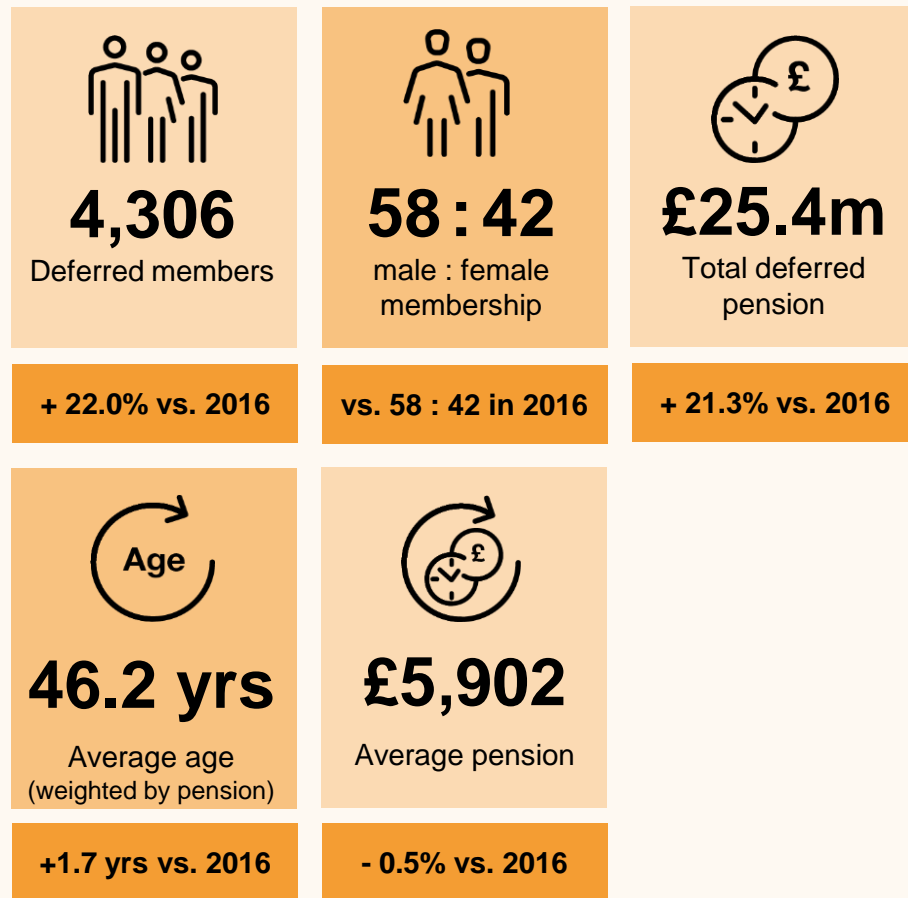 4,306
Deferred members
+ 22.0% vs. 2016
58 : 42
male : female
membership
vs. 58 : 42 in 2016
£
£25.4m
Total deferred
pension
+ 21.3% vs. 2016
Age
46.2 yrs
Average age
(weighted by pension)
+1.7 yrs vs. 2016
£
£5,902
Average pension
- 0.5% vs. 2016